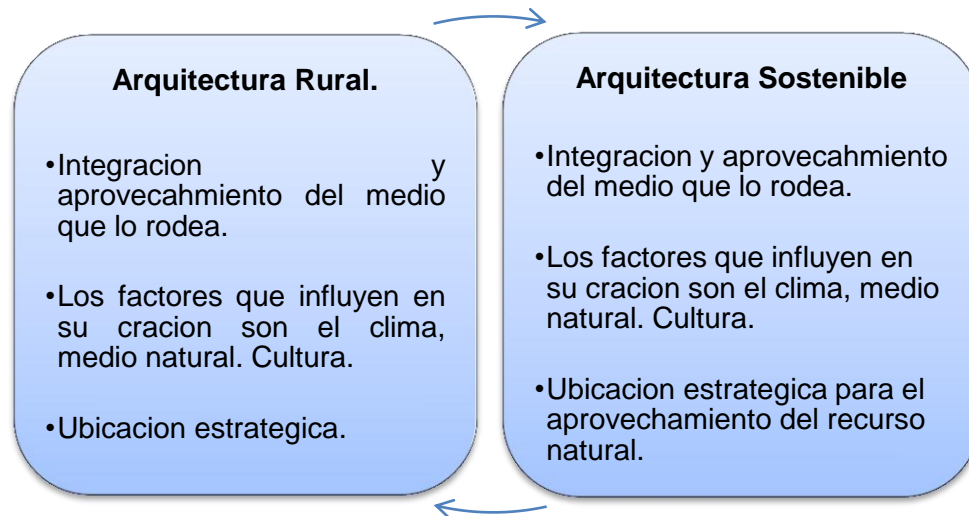 Arquitectura Rural.
•Integracion y
aprovecahmiento del medio
que lo rodea.
•Los factores que influyen en
su cracion son el clima,
medio natural. Cultura.
•Ubicacion estrategica.
Arquitectura Sostenible
•Integracion y aprovecahmiento
del medio que lo rodea.
•Los factores que influyen en
su cracion son el clima, medio
natural. Cultura.
•Ubicacion estrategica para el
aprovechamiento del recurso
natural.